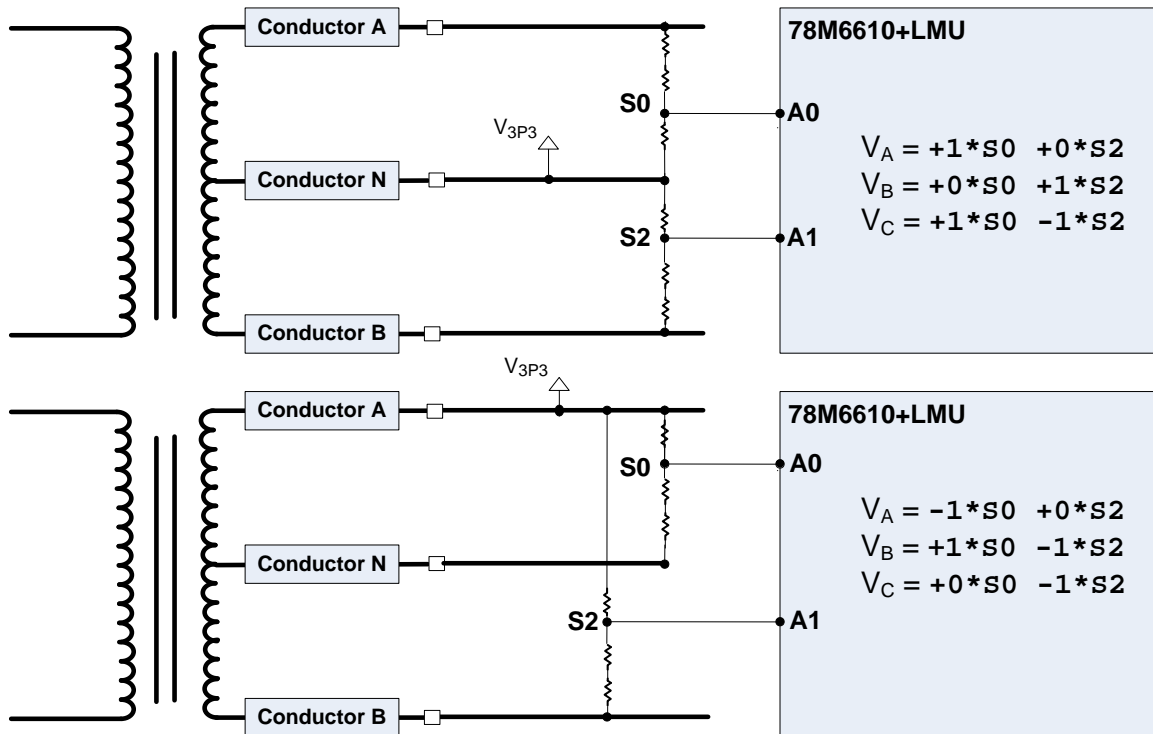 Conductor A
78M6610+LMU
S0
A0
V3P3
VA = +1*S0 +0*S2
Conductor N
VB = +0*S0 +1*S2
VC = +1*S0 -1*S2
S2
A1
Conductor B
V3P3
Conductor A
78M6610+LMU
S0
A0
VA = -1*S0 +0*S2
VB = +1*S0 -1*S2
Conductor N
VC = +0*S0 -1*S2
S2
A1
Conductor B